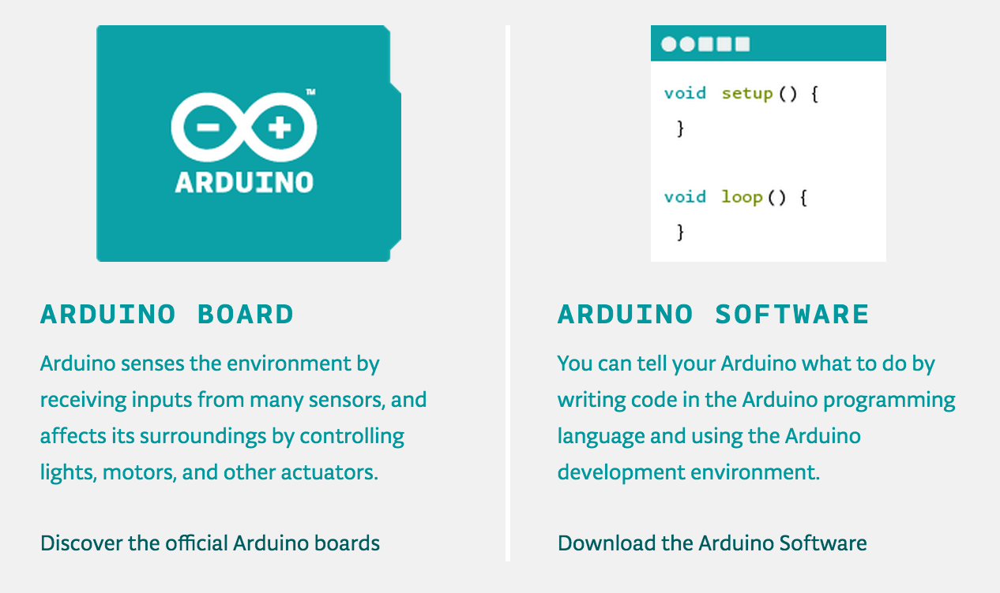 ™
ARDUINO
ARDUINO BOARD
Arduino senses the environment by
receiving inputs from many sensors, and
affects its surroundings by controlling
lights, motors, and other actuators.
Discover the official Arduino boards
void setup() {
}
void loop() {
}
ARDUINO SOFTWARE
You can tell your Arduino what to do by
writing code in the Arduino programming
language and using the Arduino
development environment.
Download the Arduino Software